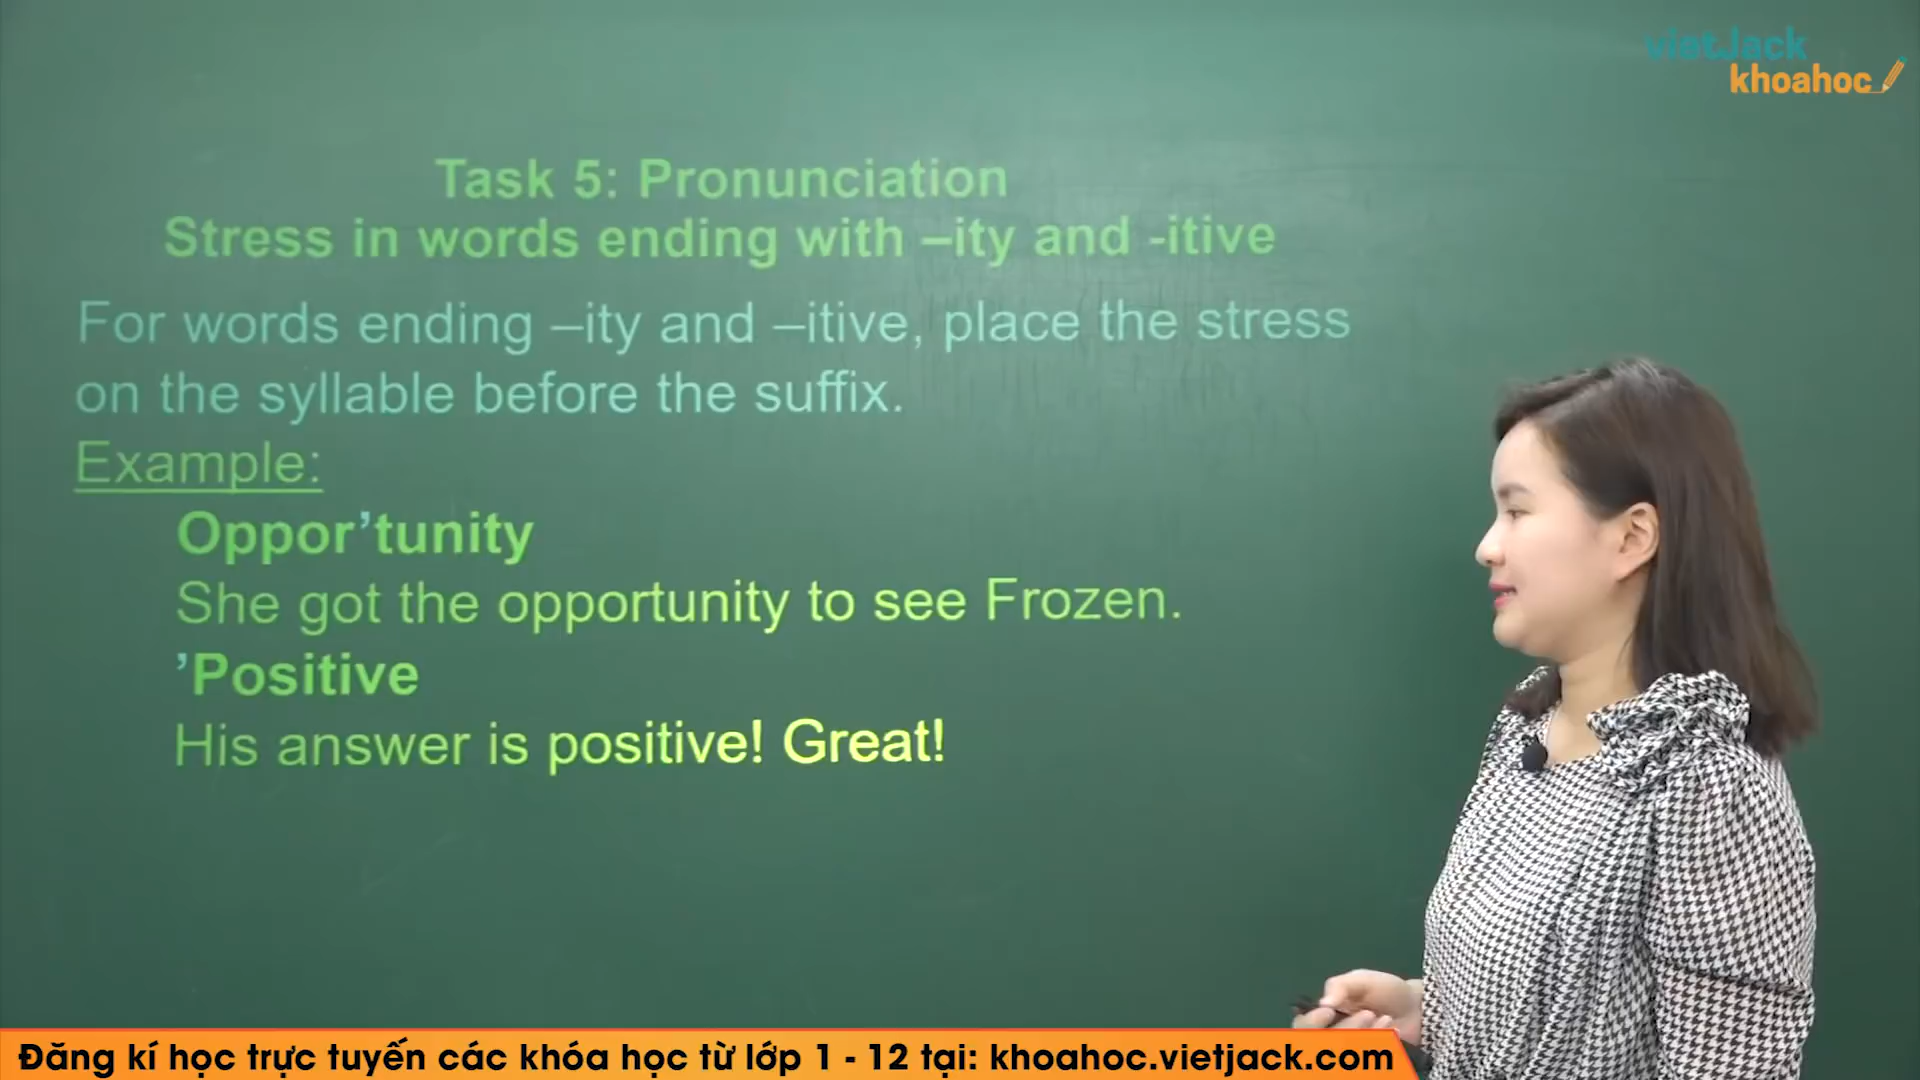 vietJack
khoahoc
Task 5: Pronunciation
Stress in words ending with –ity and -itive
For words ending –ity and –itive, place the stress
on the syllable before the suffix.
Example:
Oppor’tunity
She got the opportunity to see Frozen.
’Positive
His answer is positive! Great!
Đăng kí học trực tuyến các khóa học từ lớp 1 - 12 tại: khoahoc.vietjack.com